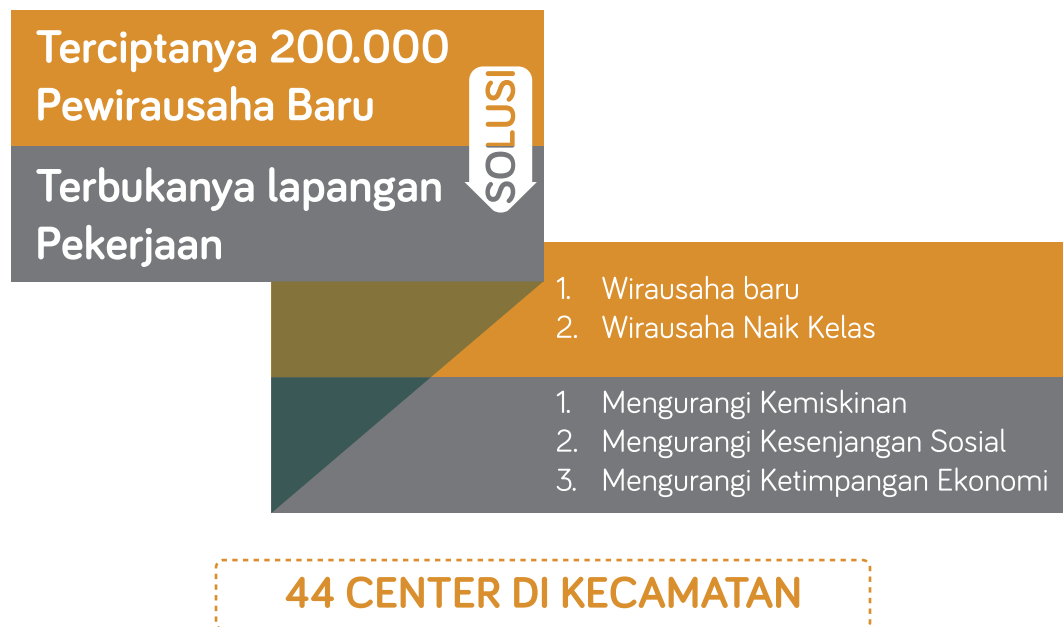 Terciptanya 200.000
Pewirausaha Baru
SOLUSI
Terbukanya lapangan
Pekerjaan
1. Wirausaha baru
2. Wirausaha Naik Kelas
1. Mengurangi Kemiskinan
2. Mengurangi Kesenjangan Sosial
3. Mengurangi Ketimpangan Ekonomi
44 CENTER DI KECAMATAN